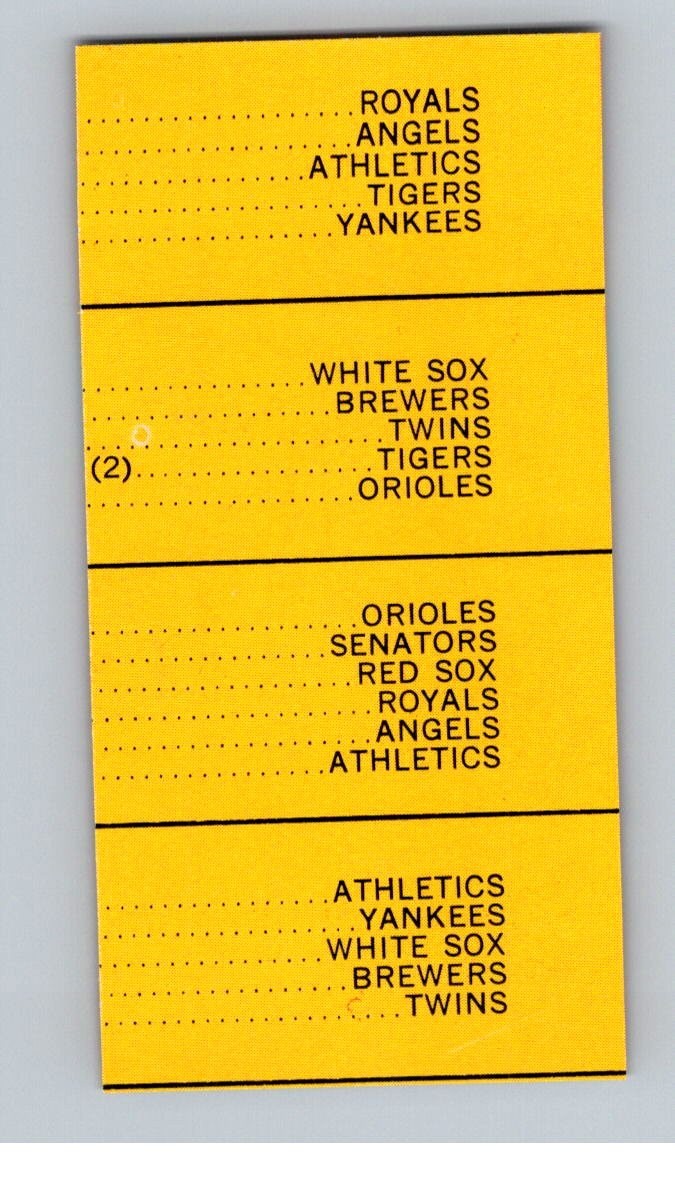 ....................ROYALS
....................ANGELS
.................ATHLETICS
.....................TIGERS
...................YANKEES
.................WHITE SOX
...................BREWERS
.......................TWINS
(2)..................TIGERS
.....................ORIOLES
.....................ORIOLES
..................SENATORS
....................RED SOX
.....................ROYALS
.....................ANGELS
.................ATHLETICS
.................ATHLETICS
...................YANKEES
.................WHITE SOX
...................BREWERS
.......................TWINS